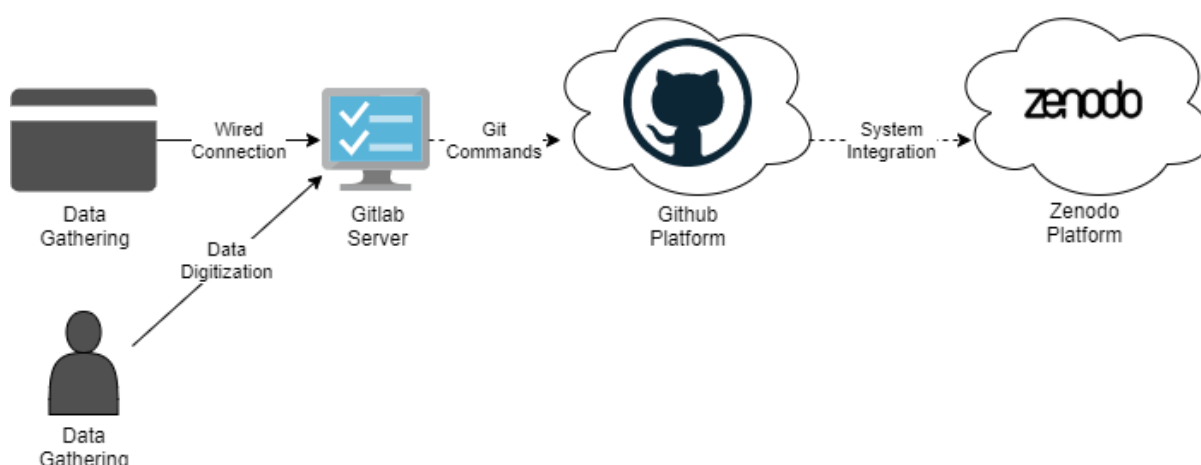 zenodo
Wired
Connection
Git
Commands
System
Integration
Data
Gathering
Gitlab
Server
Github
Platform
Zenodo
Platform
Data
Digitization
Data
Gathering